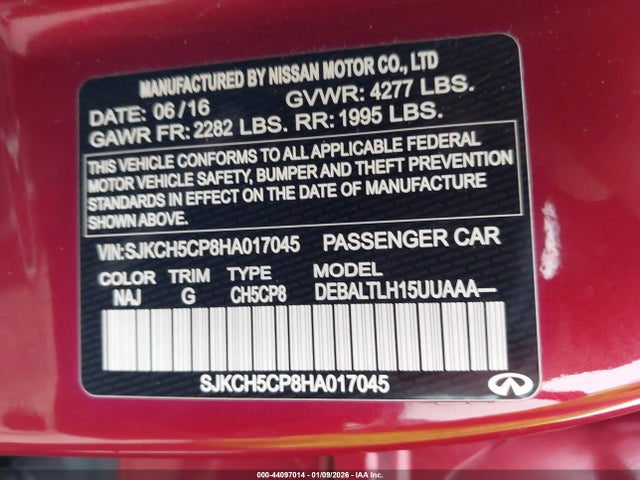 MANUFACTURED BY NISSAN MOTOR CO., LTD
DATE: 06/16 GVWR: 4277 LBS.
GAWR FR: 2282 LBS. RR: 1995 LBS.
THIS VEHICLE CONFORMS TO ALL APPLICABLE FEDERAL
MOTOR VEHICLE SAFETY, BUMPER AND THEFT PREVENTION
STANDARDS IN EFFECT ON THE DATE OF MANUFACTURE
SHOWN ABOVE.
VIN:SJKCH5CP8HA017045 PASSENGER CAR
COLOR TRIM TYPE MODEL
NAJ G CH5CP8 DEBALTLH15UUAAA—
SJKCH5CP8HA017045
000-44097014 - 01/09/2026 - IAAI.CA